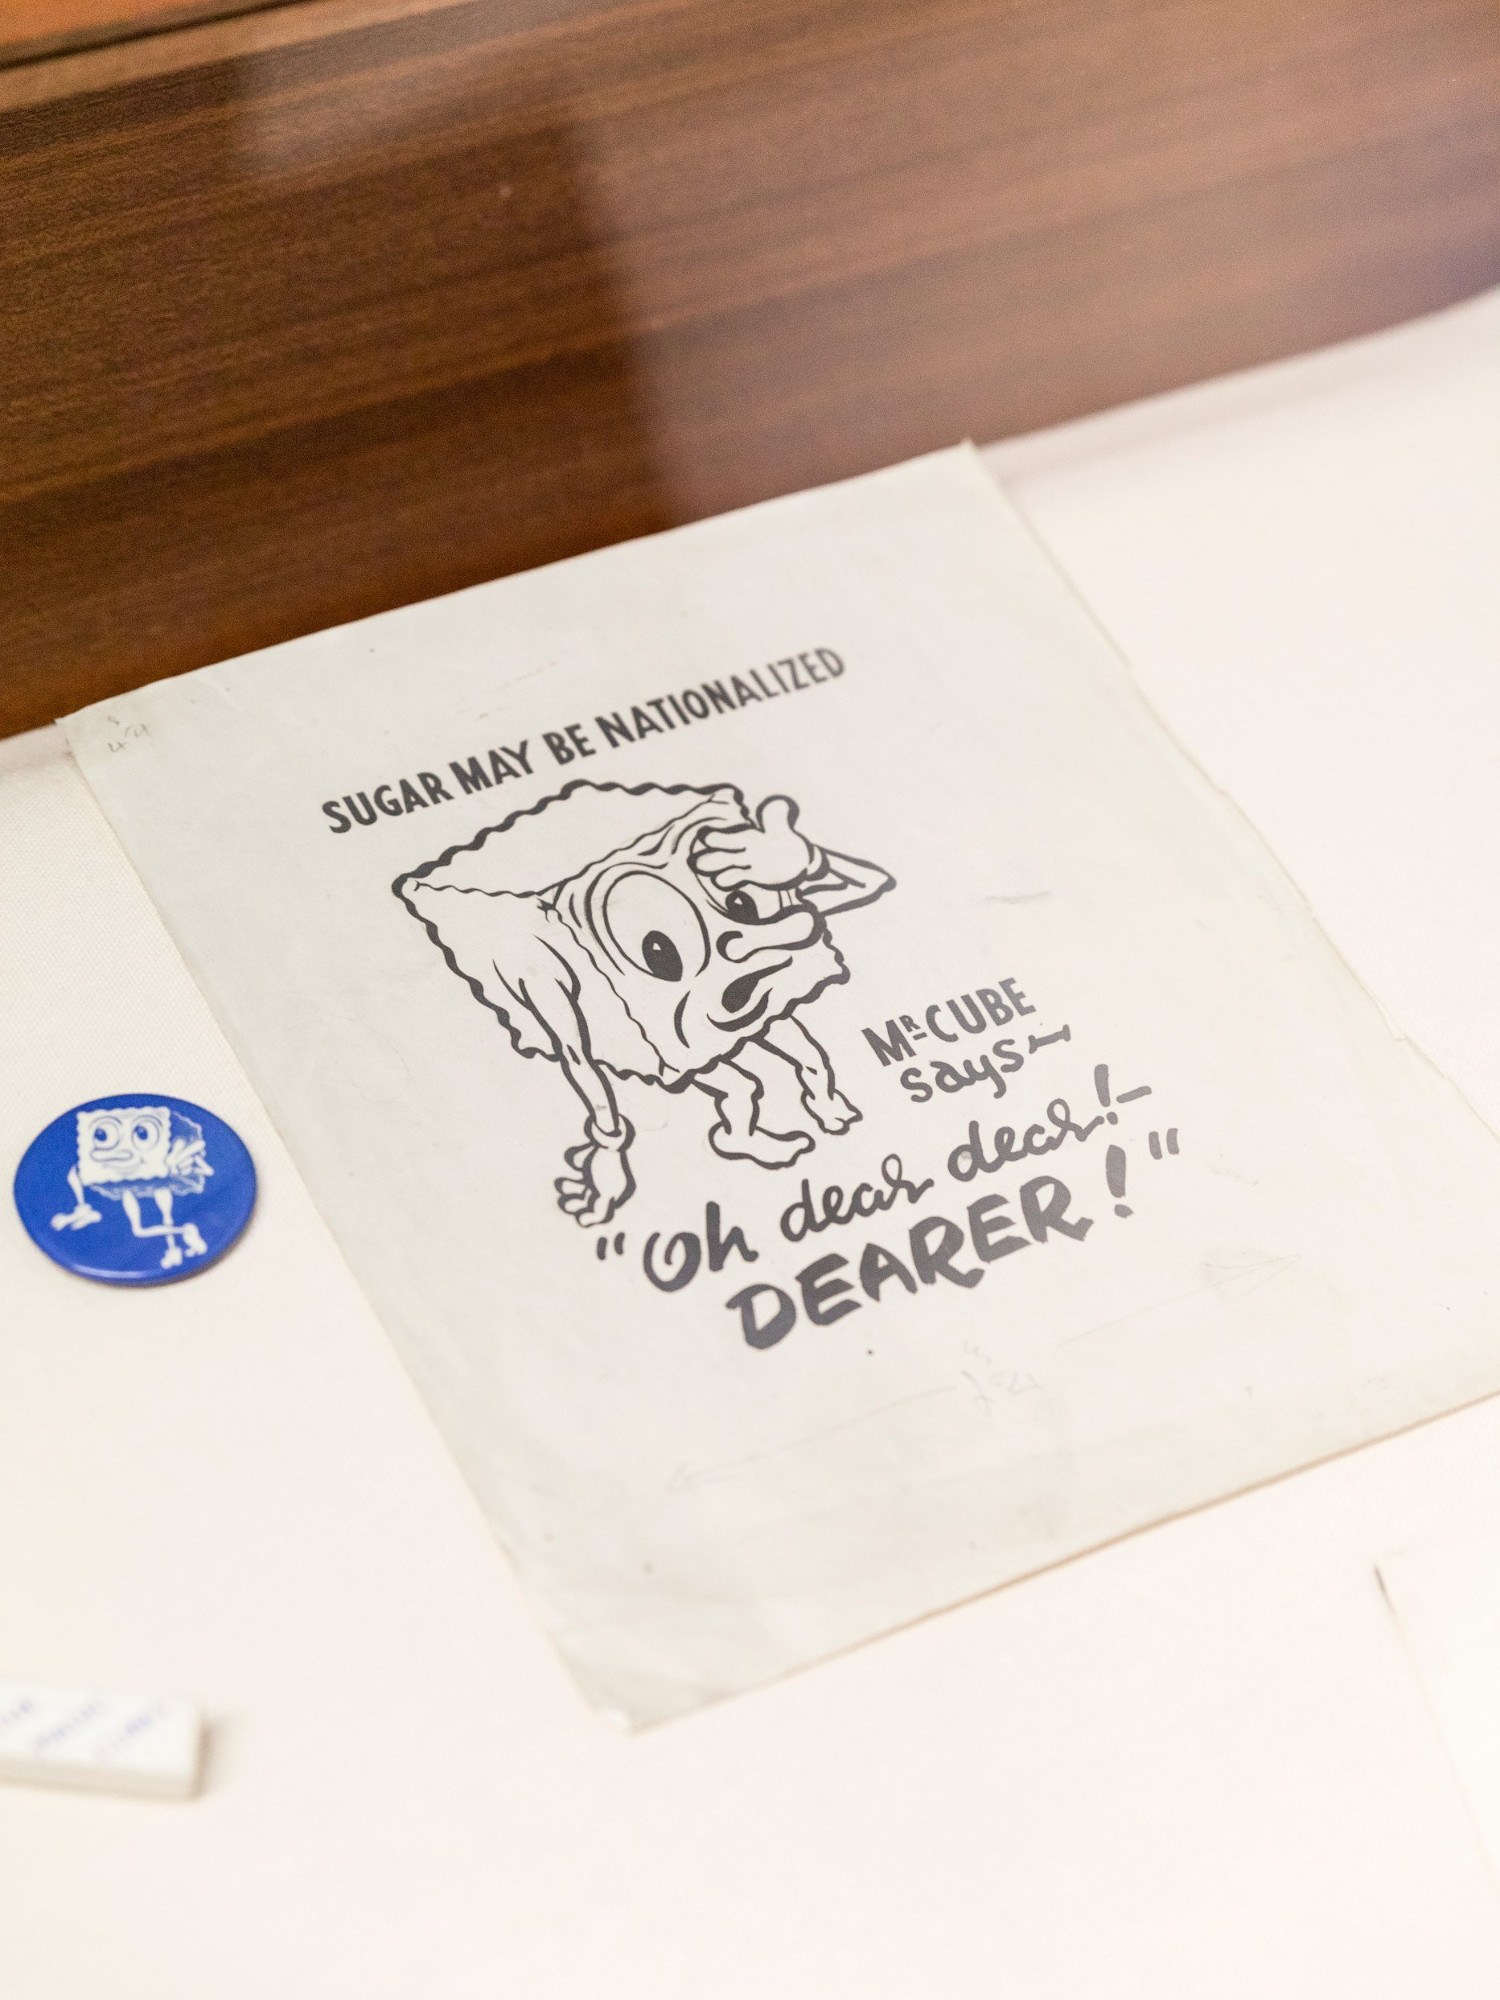 SUGAR MAY BE NATIONALIZED
MR CUBE
says—
"Oh dear dear!—
DEARER!"